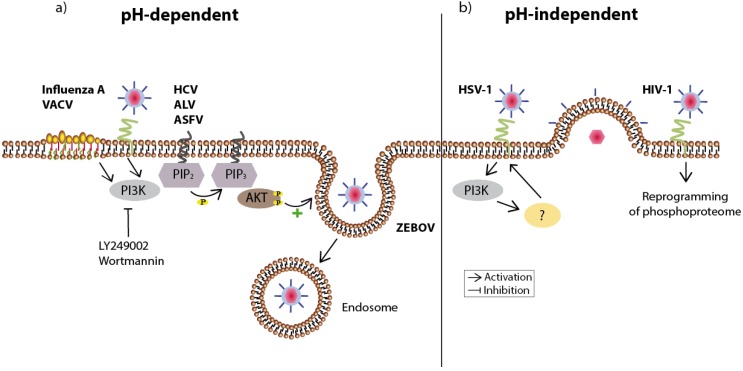 a)
pH-dependent
Influenza A
VACV
HCV
ALV
ASFV
PI3K
PIP2
PIP3
P
AKT
P
P
+
LY249002
Wortmannin
ZEBOV
Endosome
b)
pH-independent
HSV-1
HIV-1
PI3K
?
Reprogramming
of phosphoproteome
Activation
Inhibition